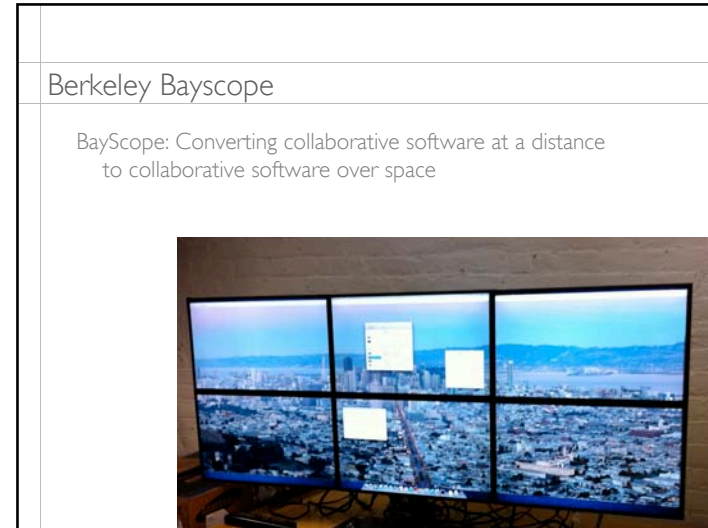 Berkeley Bayscope
BayScope: Converting collaborative software at a distance
to collaborative software over space